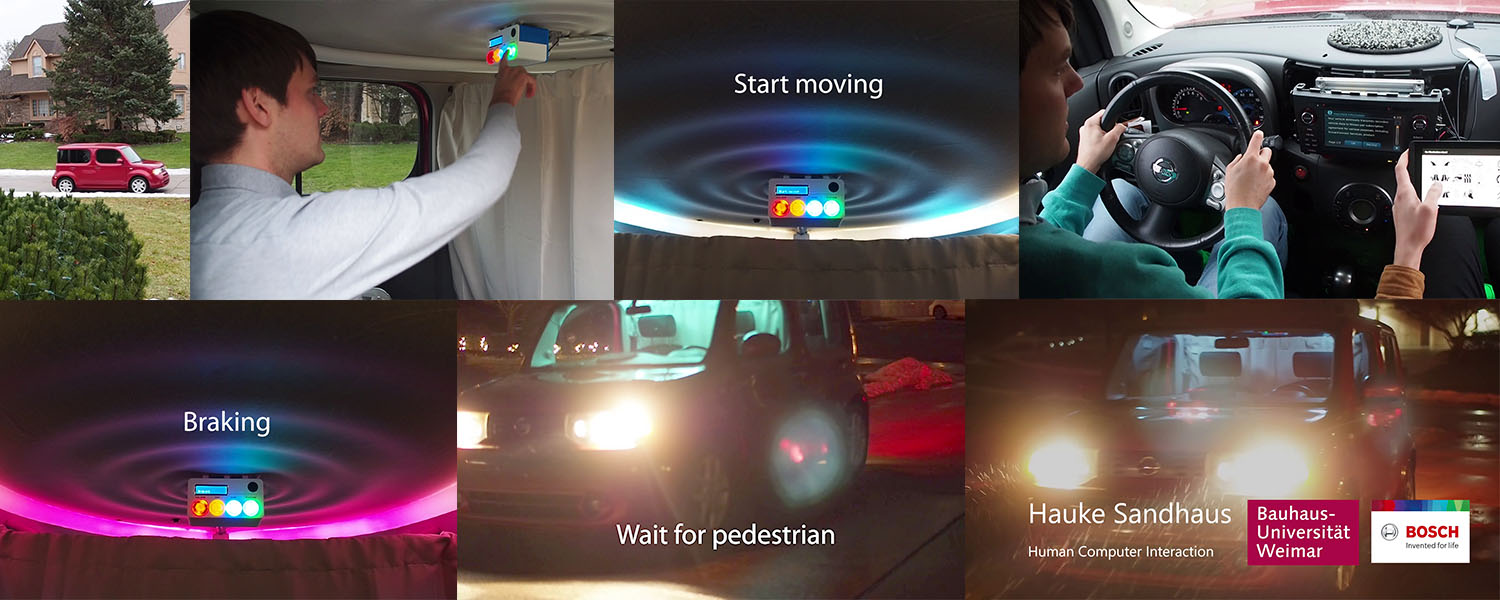 Start moving
Braking
Wait for pedestrian
Hauke Sandhaus
Human Computer Interaction
Bauhaus-
Universität
Weimar
BOSCH
Invented for life